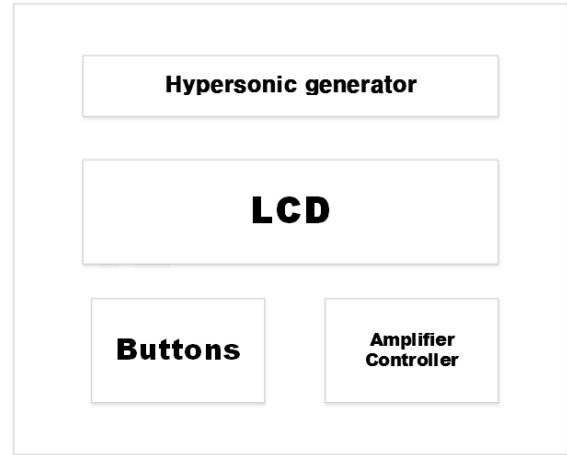 Hypersonic generator
LCD
Buttons
Amplifier
Controller